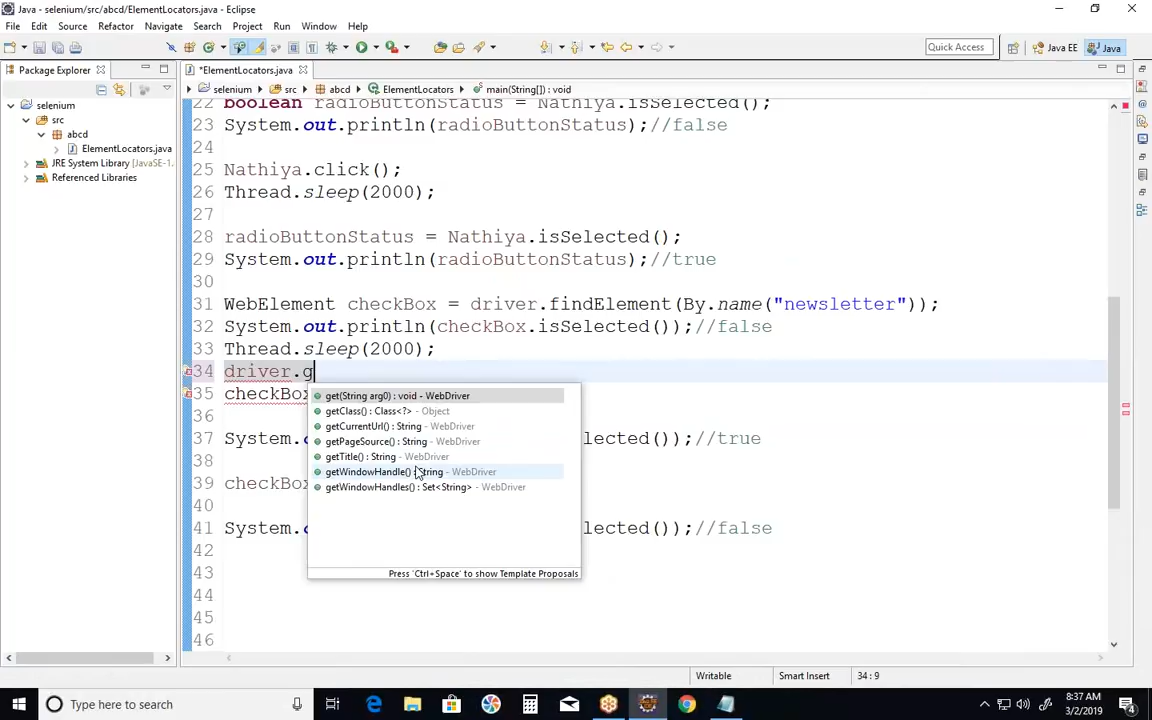 Java - selenium/src/abcd/ElementLocators.java - Eclipse
File Edit Source Refactor Navigate Search Project Run Window Help
Quick Access Java EE Java
Package Explorer
*ElementLocators.java
selenium src abcd ElementLocators main(String[]) : void
selenium
src
abcd
ElementLocators.java
JRE System Library [JavaSE-1.
Referenced Libraries
22 boolean radioButtonStatus = Nathiya.isSelected();
23 System.out.println(radioButtonStatus);//false
24
25 Nathiya.click();
26 Thread.sleep(2000);
27
28 radioButtonStatus = Nathiya.isSelected();
29 System.out.println(radioButtonStatus);//true
30
31 WebElement checkBox = driver.findElement(By.name("newsletter"));
32 System.out.println(checkBox.isSelected());//false
33 Thread.sleep(2000);
34 driver.g
35 checkBox
36
37 System.o lected());//true
38
39 checkBox
40
41 System.o lected());//false
42
43
44
45
46
get(String arg0) : void - WebDriver
getClass() : Class<?> - Object
getCurrentUrl() : String - WebDriver
getPageSource() : String - WebDriver
getTitle() : String - WebDriver
getWindowHandle() : String - WebDriver
getWindowHandles() : Set<String> - WebDriver
Press 'Ctrl+Space' to show Template Proposals
Writable Smart Insert 34 : 9
Type here to search
8:37 AM
3/2/2019
4